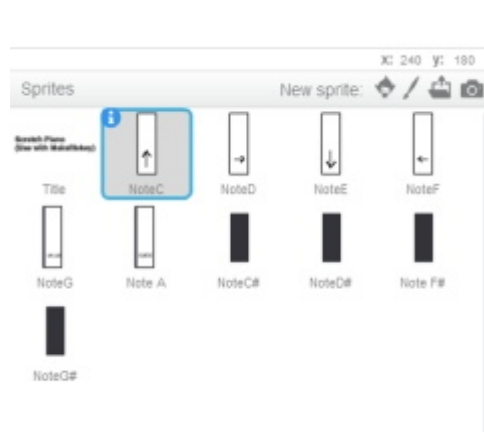 X: 240 y: 180
Sprites New sprite:
Scratch Piano
(Use with MakeyMakey)
Title NoteC NoteD NoteE NoteF
NoteG Note A NoteC# NoteD# Note F#
NoteG#